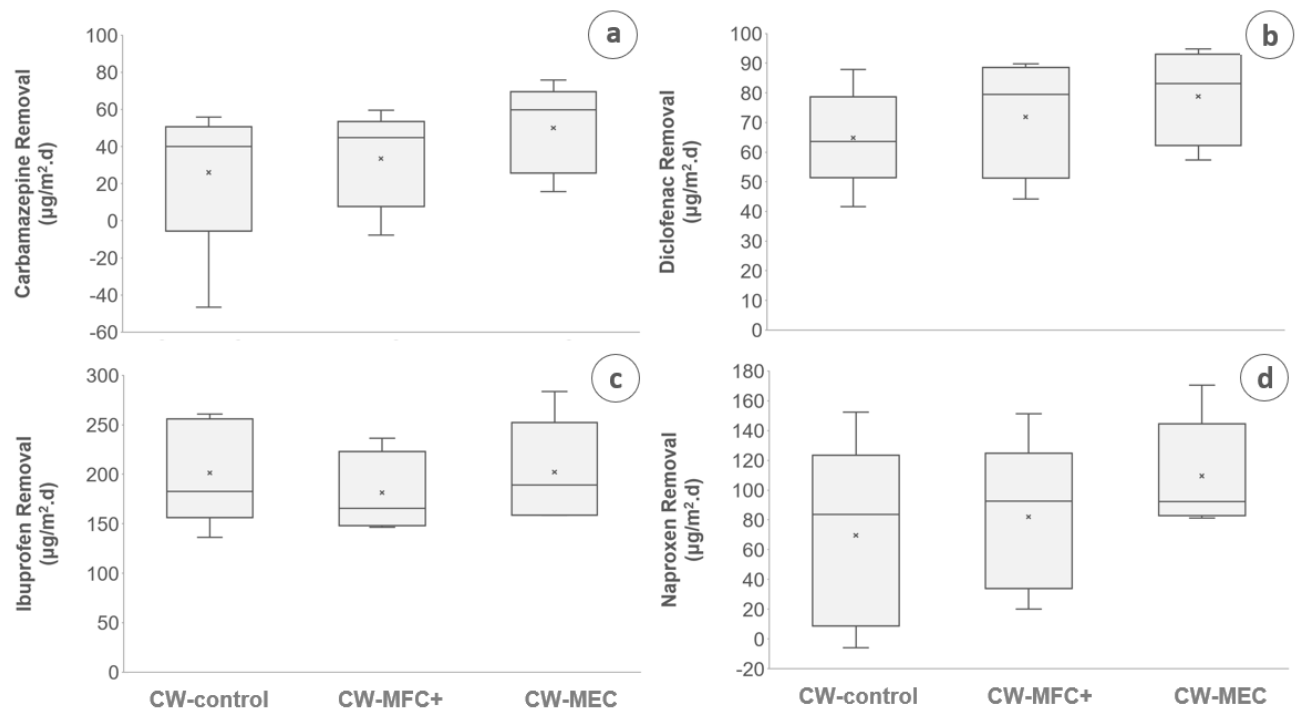 a
Carbamazepine Removal
(µg/m².d)
100
80
60
40
20
0
-20
-40
-60
b
Diclofenac Removal
(µg/m².d)
100
90
80
70
60
50
40
30
20
10
0
c
Ibuprofen Removal
(µg/m².d)
300
250
200
150
100
50
0
CW-control CW-MFC+ CW-MEC
d
Naproxen Removal
(µg/m².d)
180
160
140
120
100
80
60
40
20
0
-20
CW-control CW-MFC+ CW-MEC